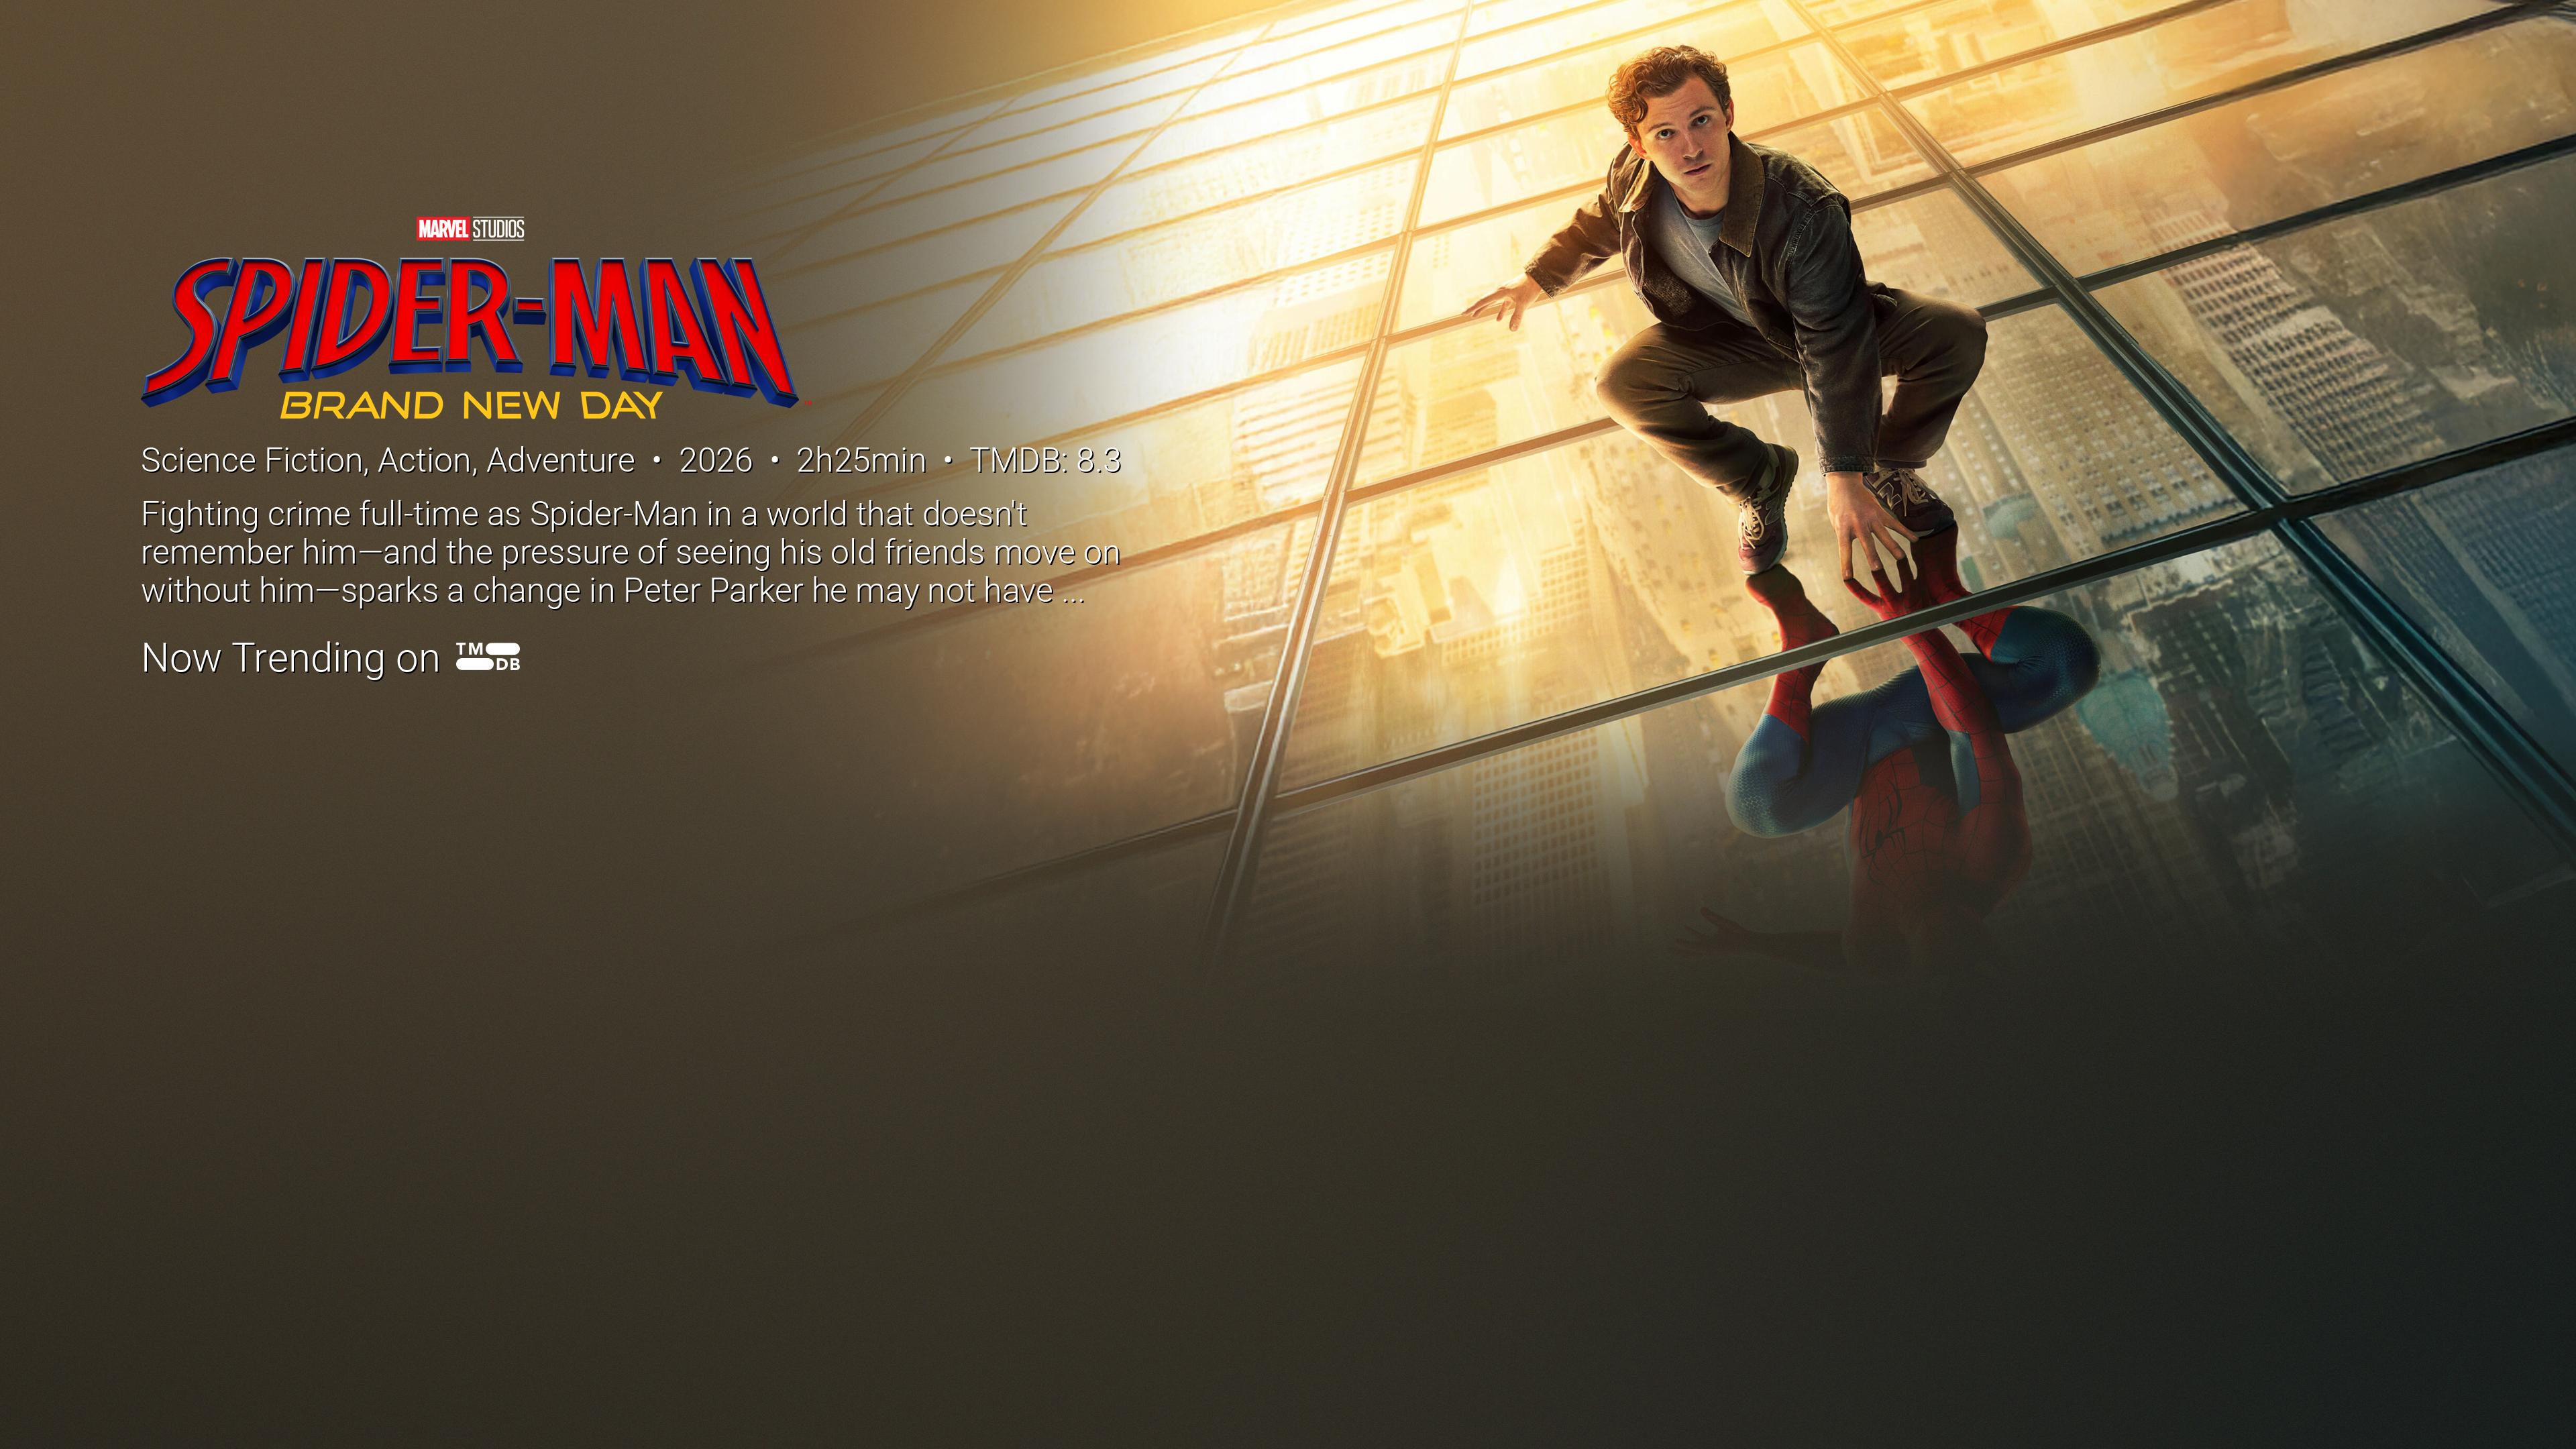 MARVEL STUDIOS
SPIDER-MAN
BRAND NEW DAY
Science Fiction, Action, Adventure • 2026 • 2h25min • TMDB: 8.3
Fighting crime full-time as Spider-Man in a world that doesn't
remember him—and the pressure of seeing his old friends move on
without him—sparks a change in Peter Parker he may not have ...
Now Trending on TMDB